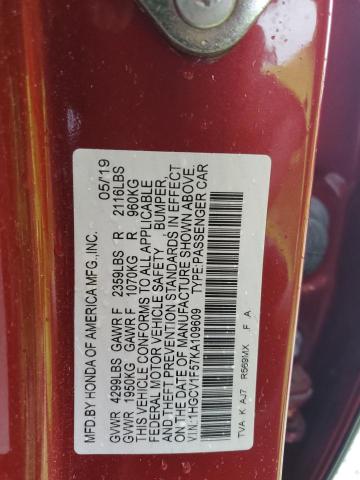 MFD.BY HONDA OF AMERICA MFG.,INC. 05/19
GVWR 4299LBS GAWR F 2359LBS R 2116LBS
GVWR 1950KG GAWR F 1070KG R 960KG
THIS VEHICLE CONFORMS TO ALL APPLICABLE
FEDERAL MOTOR VEHICLE SAFETY , BUMPER,
AND THEFT PREVENTION STANDARDS IN EFFECT
ON THE DATE OF MANUFACTURE SHOWN ABOVE.
V.I.N:1HGCV1F57KA109609 TYPE:PASSENGER CAR
TVA K AJ7 R569MX F A